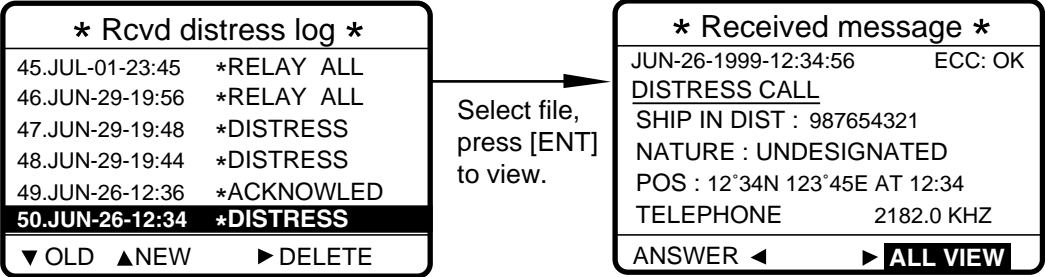 * Rcvd distress log *
45.JUL-01-23:45 *RELAY ALL
46.JUN-29-19:56 *RELAY ALL
47.JUN-29-19:48 *DISTRESS
48.JUN-29-19:44 *DISTRESS
49.JUN-26-12:36 *ACKNOWLED
50.JUN-26-12:34 *DISTRESS
▼ OLD ▲NEW ►DELETE
Select file,
press [ENT]
to view.
* Received message *
JUN-26-1999-12:34:56 ECC: OK
DISTRESS CALL
SHIP IN DIST : 987654321
NATURE : UNDESIGNATED
POS : 12˚34N 123˚45E AT 12:34
TELEPHONE 2182.0 KHZ
ANSWER ◄ ► ALL VIEW